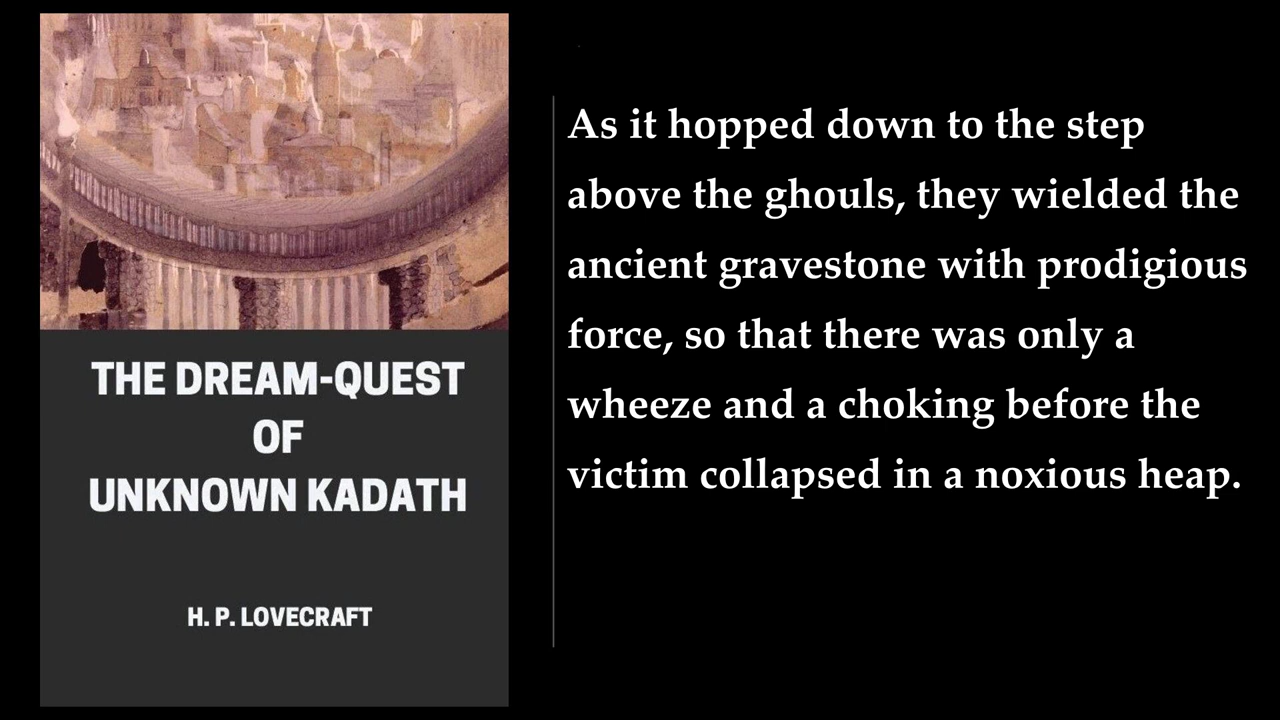 THE DREAM-QUEST
OF
UNKNOWN KADATH
H. P. LOVECRAFT
As it hopped down to the step
above the ghouls, they wielded the
ancient gravestone with prodigious
force, so that there was only a
wheeze and a choking before the
victim collapsed in a noxious heap.